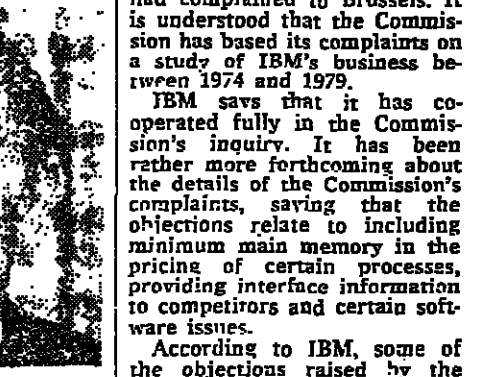 had complained to Brussels. It
is understood that the Commis-
sion has based its complaints on
a study of IBM's business be-
tween 1974 and 1979.
IBM says that it has co-
operated fully in the Commis-
sion's inquiry. It has been
rather more forthcoming about
the details of the Commission's
complaints, saying that the
objections relate to including
minimum main memory in the
pricing of certain processes,
providing interface information
to competitors and certain soft-
ware issues.
According to IBM, some of
the objections raised by the